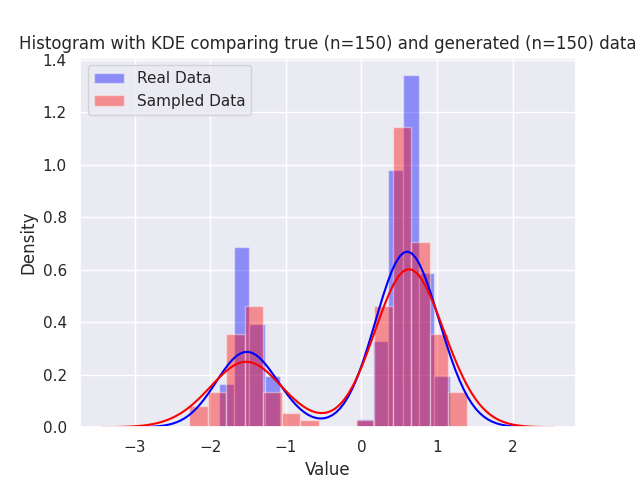 Histogram with KDE comparing true (n=150) and generated (n=150) data
Real Data
Sampled Data
Density
1.4
1.2
1.0
0.8
0.6
0.4
0.2
0.0
−3 −2 −1 0 1 2
Value